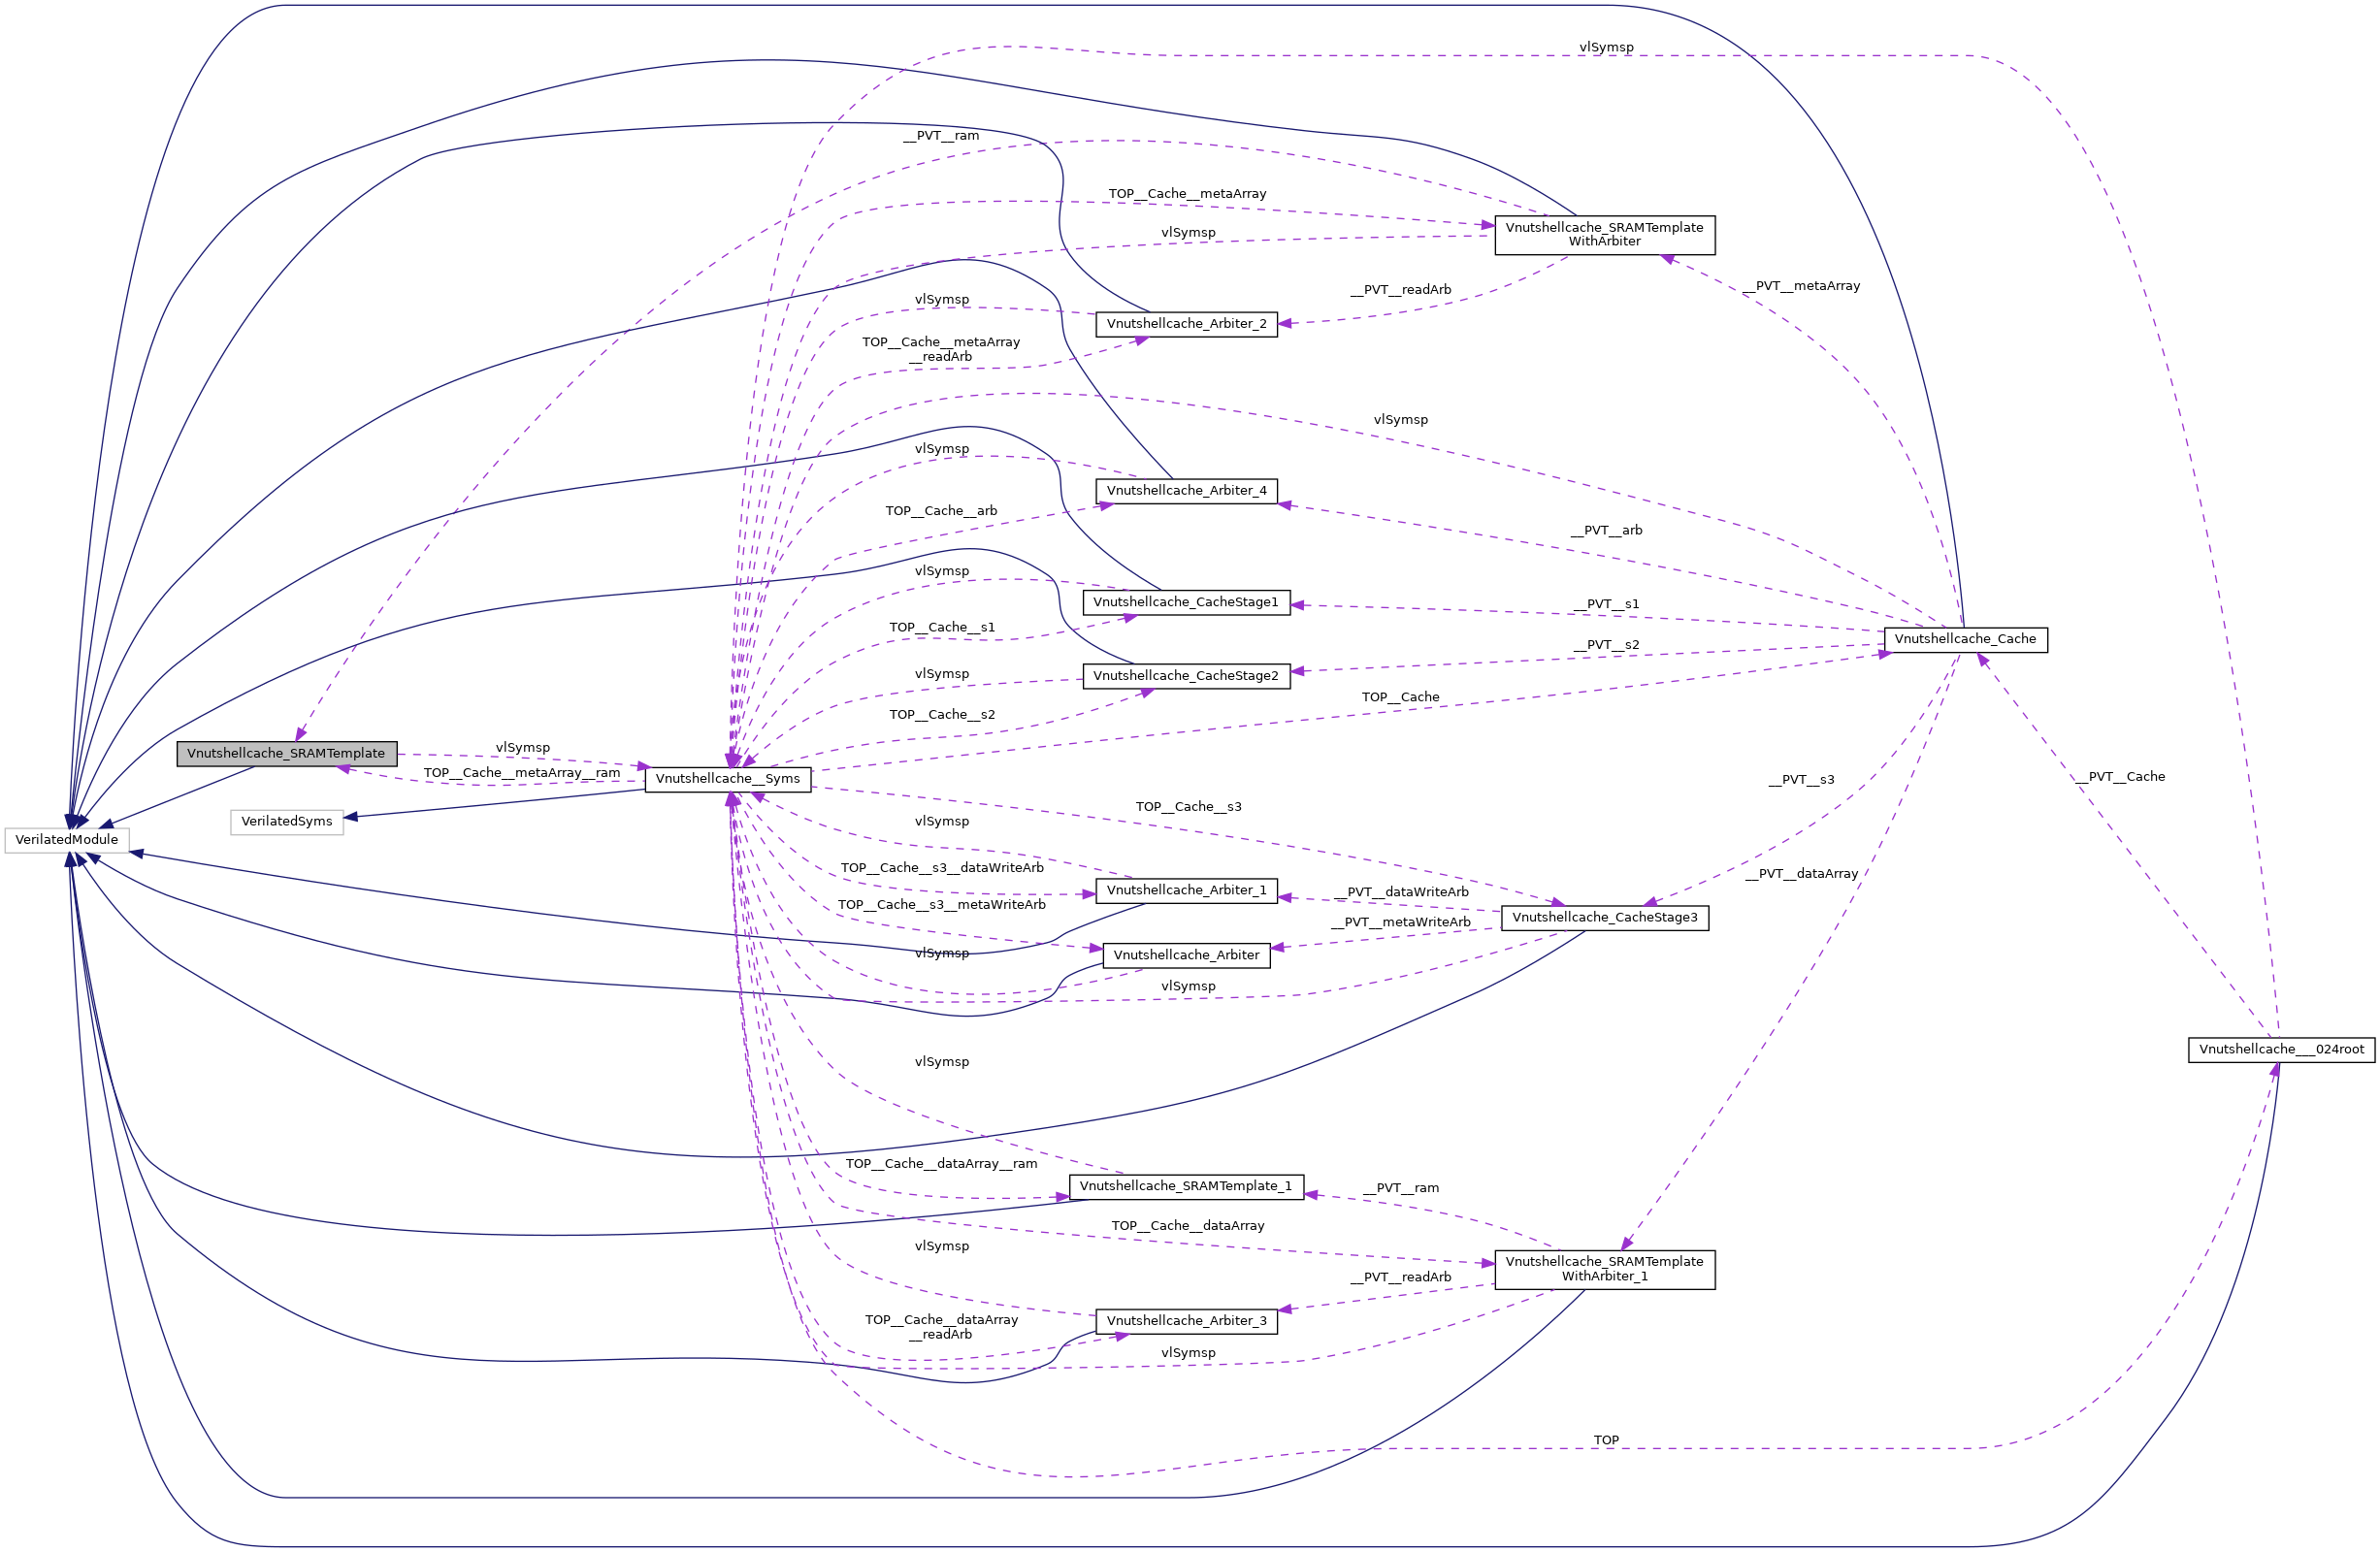 vlSymsp
__PVT__ram
TOP__Cache__metaArray
Vnutshellcache_SRAMTemplate
WithArbiter
vlSymsp
__PVT__metaArray
__PVT__readArb
vlSymsp
Vnutshellcache_Arbiter_2
TOP__Cache__metaArray
__readArb
vlSymsp
vlSymsp
Vnutshellcache_Arbiter_4
TOP__Cache__arb
__PVT__arb
vlSymsp
Vnutshellcache_CacheStage1
__PVT__s1
TOP__Cache__s1
Vnutshellcache_Cache
__PVT__s2
vlSymsp
Vnutshellcache_CacheStage2
TOP__Cache
TOP__Cache__s2
Vnutshellcache_SRAMTemplate
vlSymsp
TOP__Cache__metaArray__ram
Vnutshellcache__Syms
__PVT__s3
__PVT__Cache
TOP__Cache__s3
VerilatedSyms
vlSymsp
VerilatedModule
TOP__Cache__s3__dataWriteArb
__PVT__dataArray
Vnutshellcache_Arbiter_1
__PVT__dataWriteArb
TOP__Cache__s3__metaWriteArb
Vnutshellcache_CacheStage3
__PVT__metaWriteArb
vlSymsp
Vnutshellcache_Arbiter
vlSymsp
Vnutshellcache___024root
vlSymsp
TOP__Cache__dataArray__ram
Vnutshellcache_SRAMTemplate_1
__PVT__ram
TOP__Cache__dataArray
vlSymsp
Vnutshellcache_SRAMTemplate
WithArbiter_1
__PVT__readArb
TOP__Cache__dataArray
__readArb
Vnutshellcache_Arbiter_3
vlSymsp
TOP